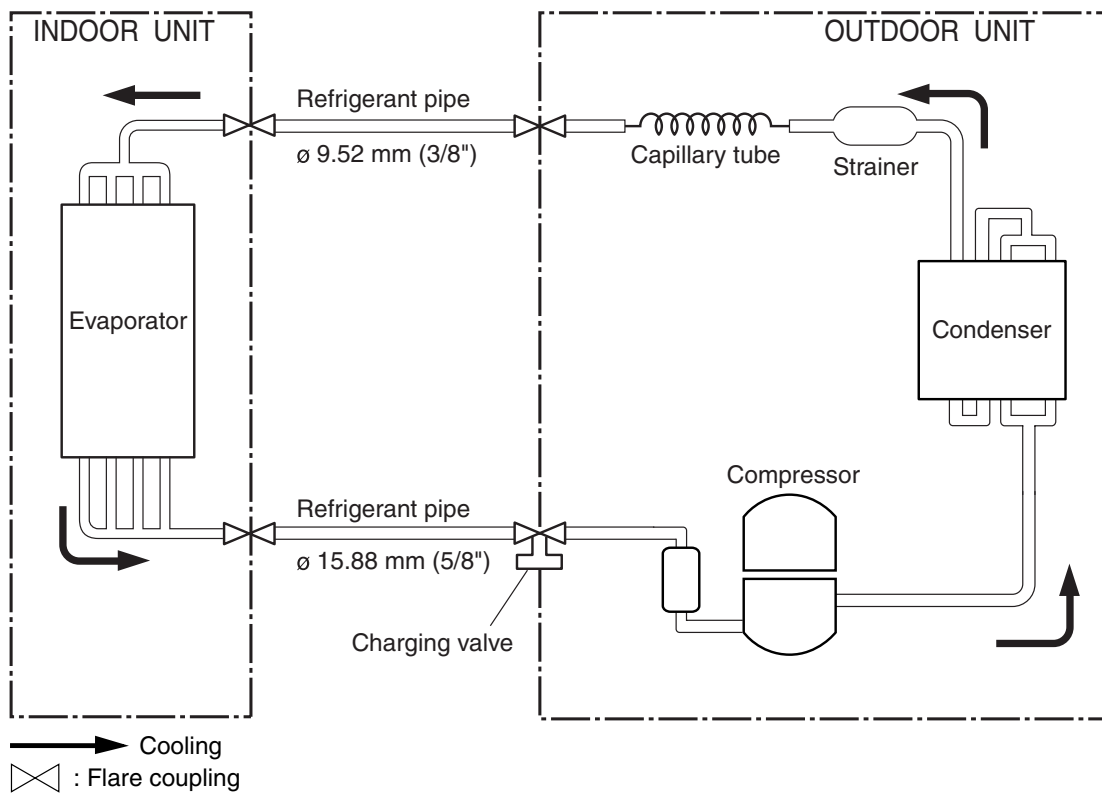 INDOOR UNIT
OUTDOOR UNIT
Refrigerant pipe
ø 9.52 mm (3/8")
Capillary tube
Strainer
Evaporator
Condenser
Compressor
Refrigerant pipe
ø 15.88 mm (5/8")
Charging valve
Cooling
: Flare coupling